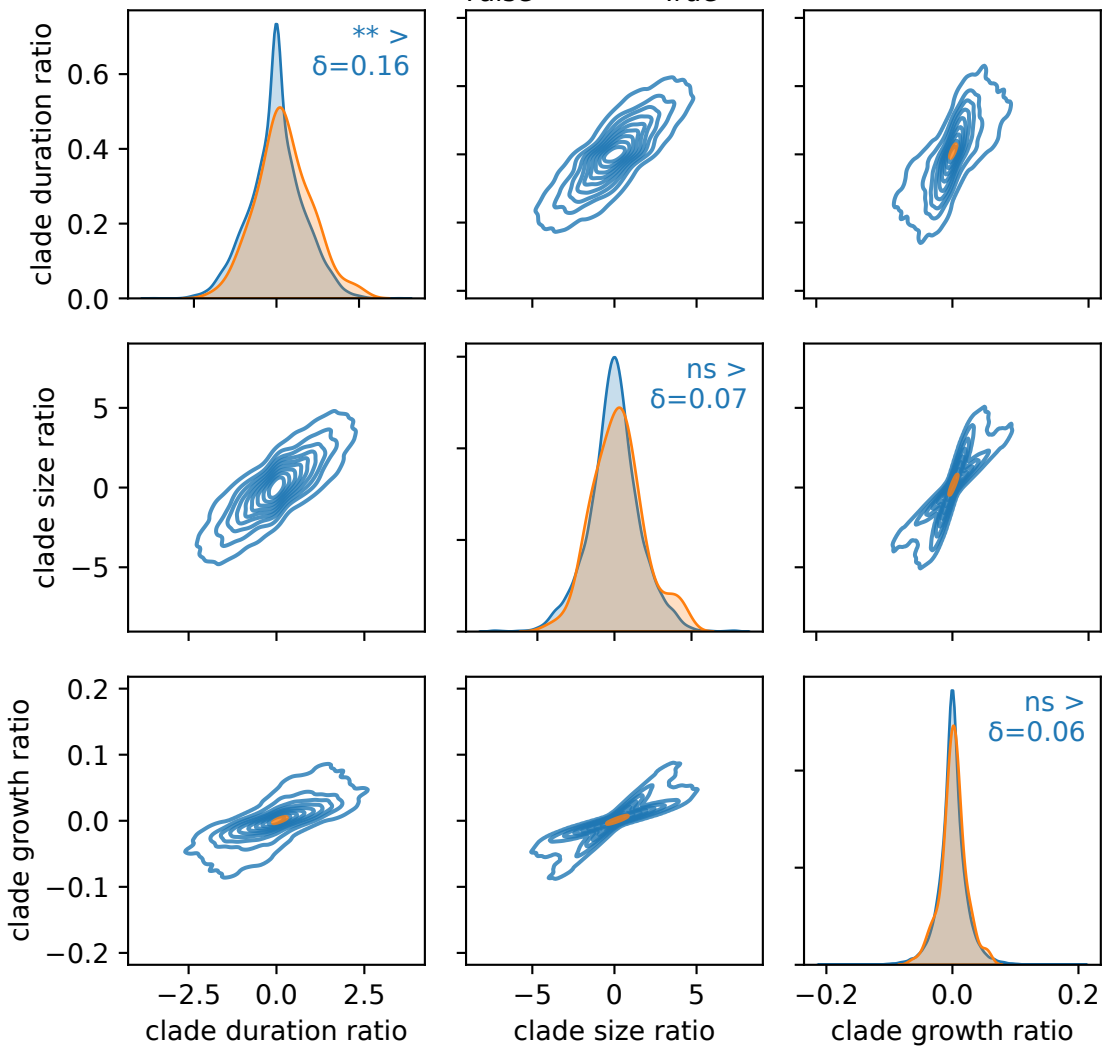 clade duration ratio
0.6
0.4
0.2
0.0
** >
δ=0.16
clade size ratio
5
0
−5
ns >
δ=0.07
clade growth ratio
0.2
0.1
0.0
−0.1
−0.2
ns >
δ=0.06
−2.5 0.0 2.5
−5 0 5
−0.2 0.0 0.2
clade duration ratio
clade size ratio
clade growth ratio